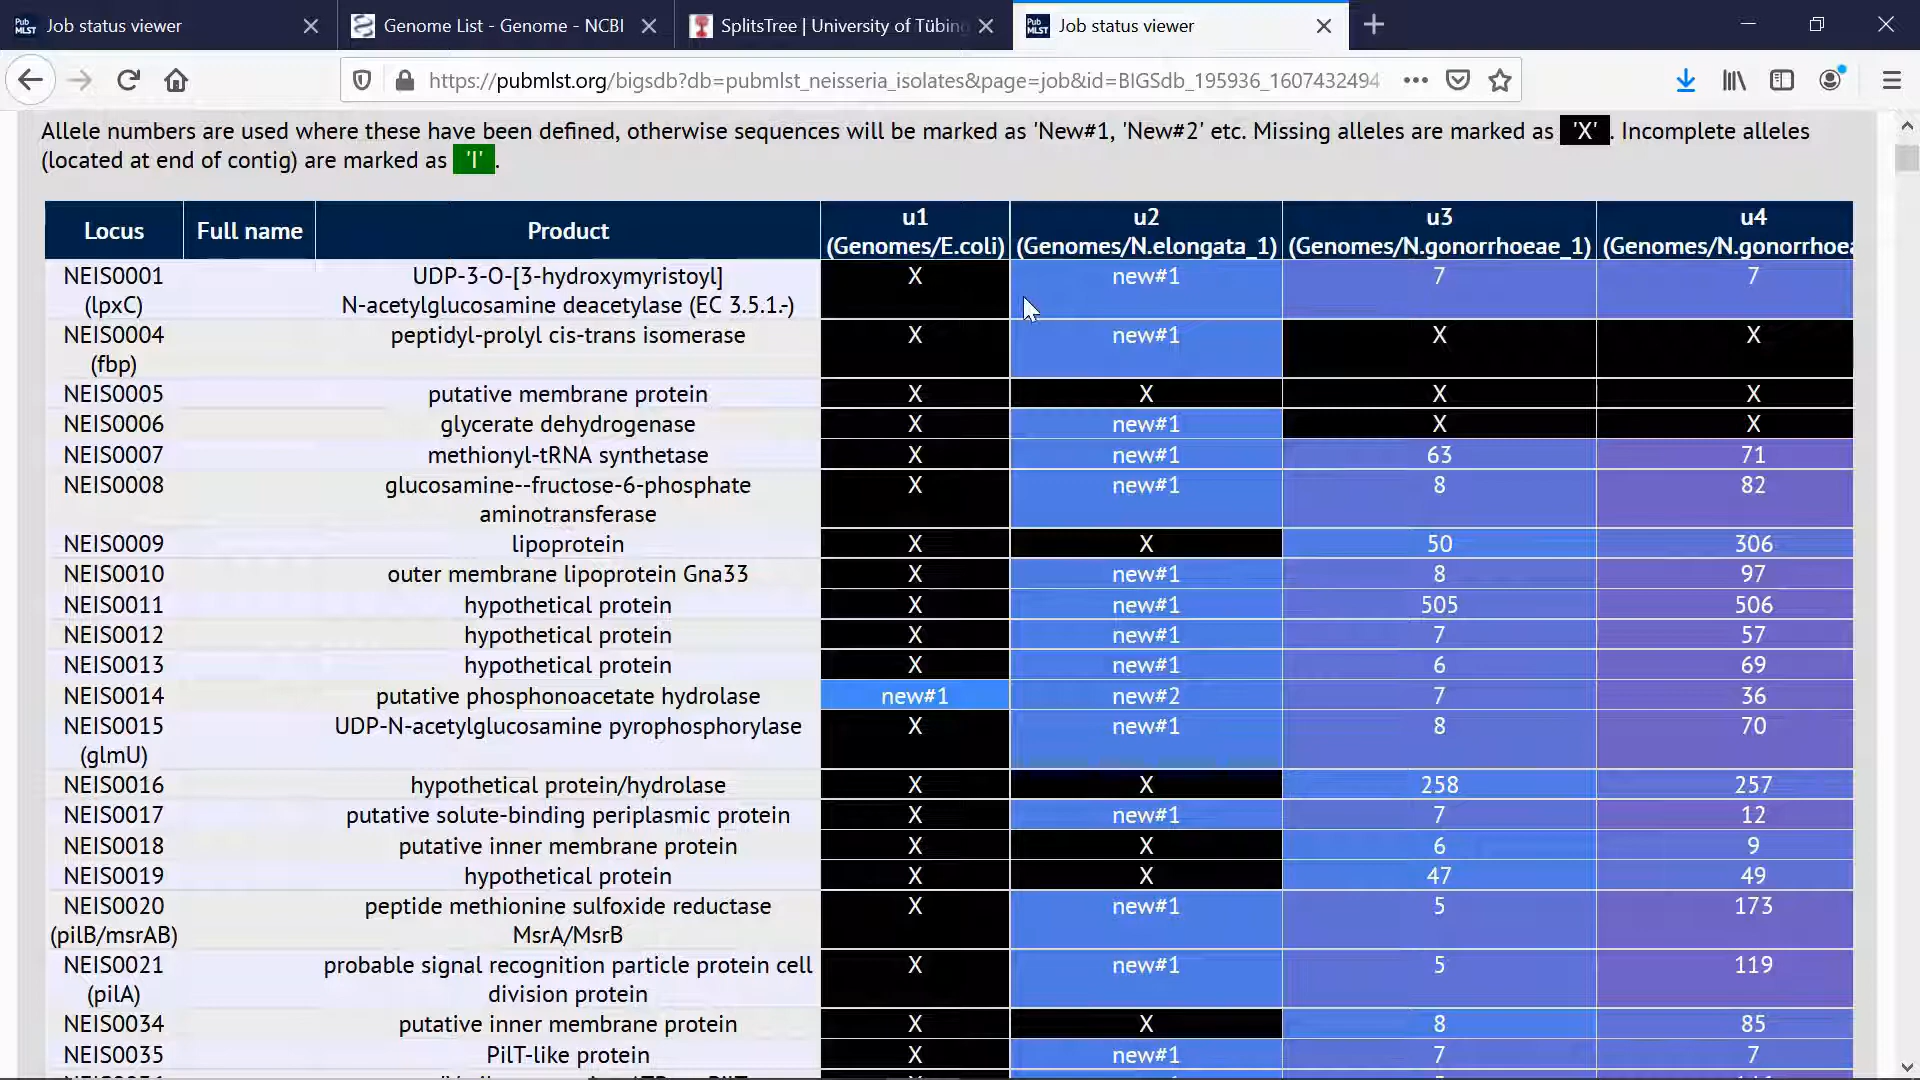 Job status viewer
Genome List - Genome - NCBI
SplitsTree | University of Tübing
Job status viewer
https://pubmlst.org/bigsdb?db=pubmlst_neisseria_isolates&page=job&id=BIGSdb_195936_1607432494
Allele numbers are used where these have been defined, otherwise sequences will be marked as 'New#1, 'New#2' etc. Missing alleles are marked as 'X' . Incomplete alleles
(located at end of contig) are marked as 'I' .
Locus Full name Product u1 (Genomes/E.coli) u2 (Genomes/N.elongata_1) u3 (Genomes/N.gonorrhoeae_1) u4 (Genomes/N.gonorrhoea
NEIS0001 (lpxC) UDP-3-O-[3-hydroxymyristoyl] N-acetylglucosamine deacetylase (EC 3.5.1.-) X new#1 7 7
NEIS0004 (fbp) peptidyl-prolyl cis-trans isomerase X new#1 X X
NEIS0005 putative membrane protein X X X X
NEIS0006 glycerate dehydrogenase X new#1 X X
NEIS0007 methionyl-tRNA synthetase X new#1 63 71
NEIS0008 glucosamine--fructose-6-phosphate aminotransferase X new#1 8 82
NEIS0009 lipoprotein X X 50 306
NEIS0010 outer membrane lipoprotein Gna33 X new#1 8 97
NEIS0011 hypothetical protein X new#1 505 506
NEIS0012 hypothetical protein X new#1 7 57
NEIS0013 hypothetical protein X new#1 6 69
NEIS0014 putative phosphonoacetate hydrolase new#1 new#2 7 36
NEIS0015 (glmU) UDP-N-acetylglucosamine pyrophosphorylase X new#1 8 70
NEIS0016 hypothetical protein/hydrolase X X 258 257
NEIS0017 putative solute-binding periplasmic protein X new#1 7 12
NEIS0018 putative inner membrane protein X X 6 9
NEIS0019 hypothetical protein X X 47 49
NEIS0020 (pilB/msrAB) peptide methionine sulfoxide reductase MsrA/MsrB X new#1 5 173
NEIS0021 (pilA) probable signal recognition particle protein cell division protein X new#1 5 119
NEIS0034 putative inner membrane protein X X 8 85
NEIS0035 PilT-like protein X new#1 7 7